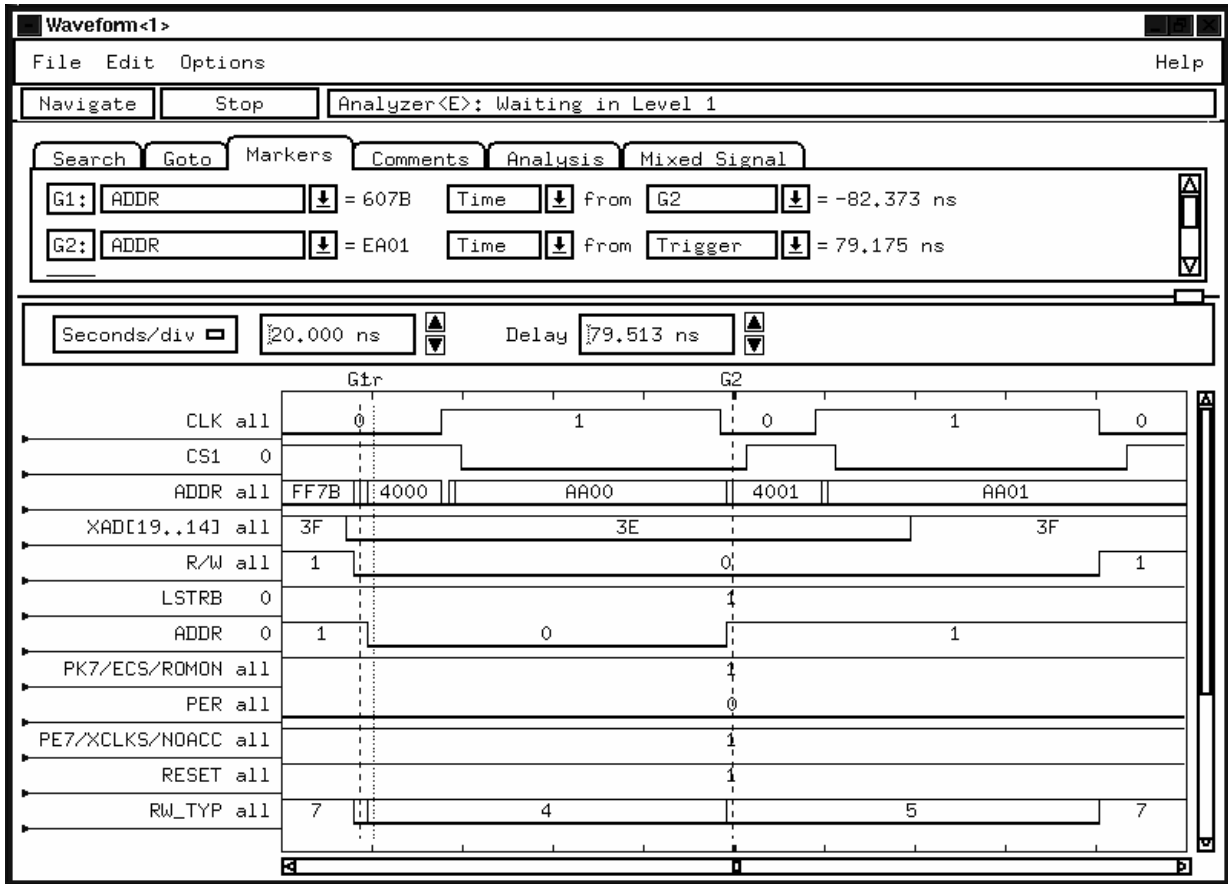 Waveform<1>
File Edit Options Help
Navigate Stop Analyzer<E>: Waiting in Level 1
Search Goto Markers Comments Analysis Mixed Signal
G1: ADDR = 607B Time from G2 = -82.373 ns
G2: ADDR = EA01 Time from Trigger = 79.175 ns
Seconds/div 20.000 ns Delay 79.513 ns
G2
CLK all 0 1 0 1 0
CS1 0
ADDR all FF7B 4000 AA00 4001 AA01
XAD[19..14] all 3F 3E 3F
R/W all 1 0 1
LSTRB 0 1
ADDR 0 1 0 1
PK7/ECS/ROMON all 1
PER all 0
PE7/XCLKS/NOACC all 1
RESET all 1
RW_TYP all 7 4 5 7